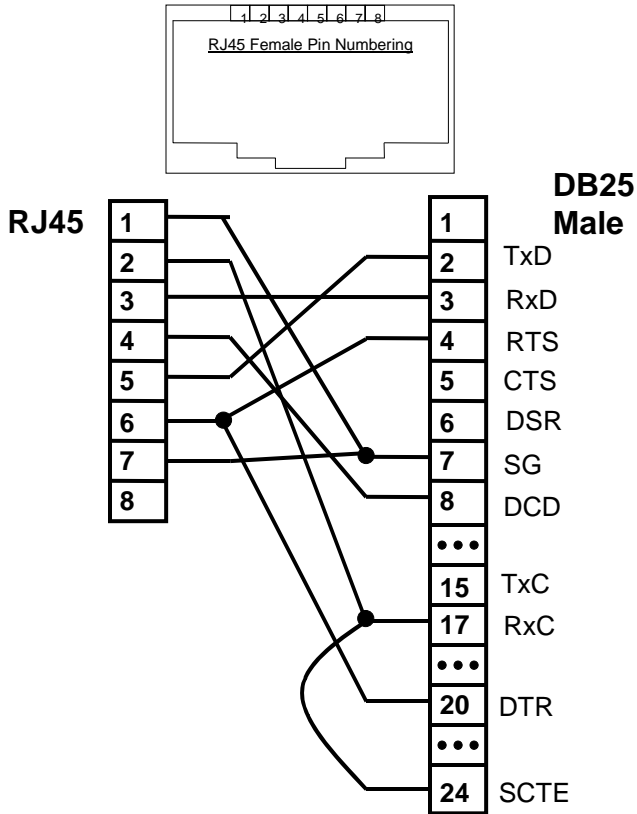 1 2 3 4 5 6 7 8
RJ45 Female Pin Numbering
DB25
Male
RJ45
1
2
3
4
5
6
7
8
1
2 TxD
3 RxD
4 RTS
5 CTS
6 DSR
7 SG
8 DCD
•••
15 TxC
17 RxC
•••
20 DTR
•••
24 SCTE